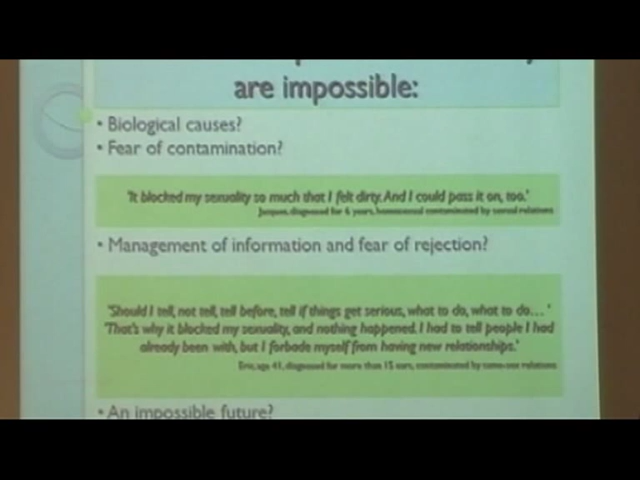 are impossible:
• Biological causes?
• Fear of contamination?
'It blocked my sexuality so much that I felt dirty. And I could pass it on, too.'
Jacques, diagnosed for 6 years, homosexual contaminated by sexual relations
• Management of information and fear of rejection?
'Should I tell, not tell, tell before, tell if things get serious, what to do, what to do… '
'That's why it blocked my sexuality, and nothing happened. I had to tell people I had
already been with, but I forbade myself from having new relationships.'
Eric, age 41, diagnosed for more than 15 ears, contaminated by same-sex relations
• An impossible future?